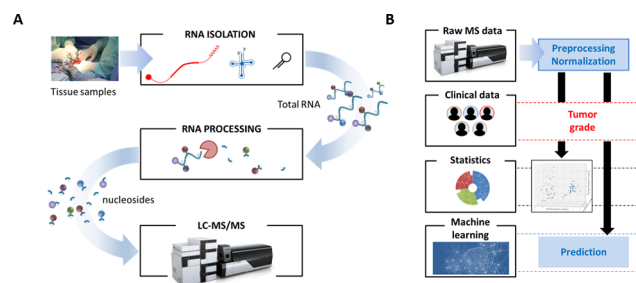 A
RNA ISOLATION
Tissue samples
Total RNA
RNA PROCESSING
nucleosides
LC-MS/MS
B
Raw MS data
Preprocessing
Normalization
Clinical data
Tumor
grade
Statistics
Machine
learning
Prediction